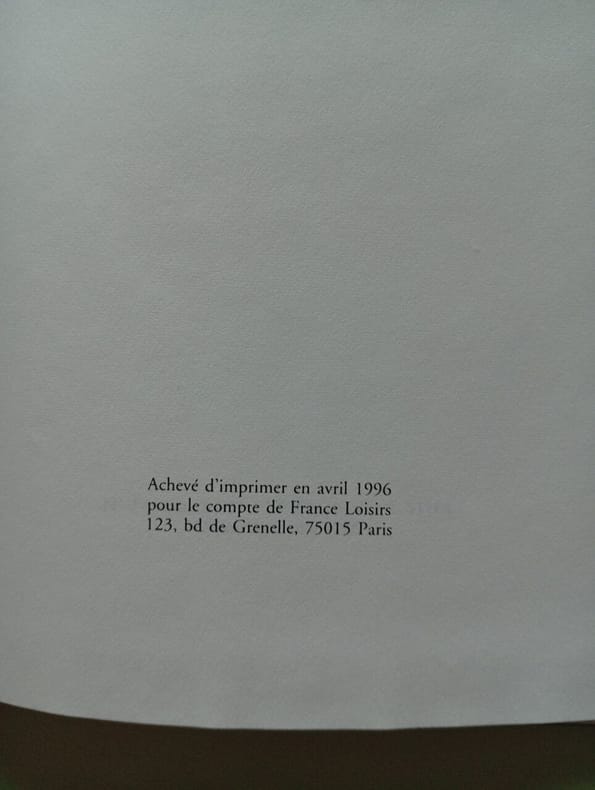 Achevé d'imprimer en avril 1996
pour le compte de France Loisirs
123, bd de Grenelle, 75015 Paris